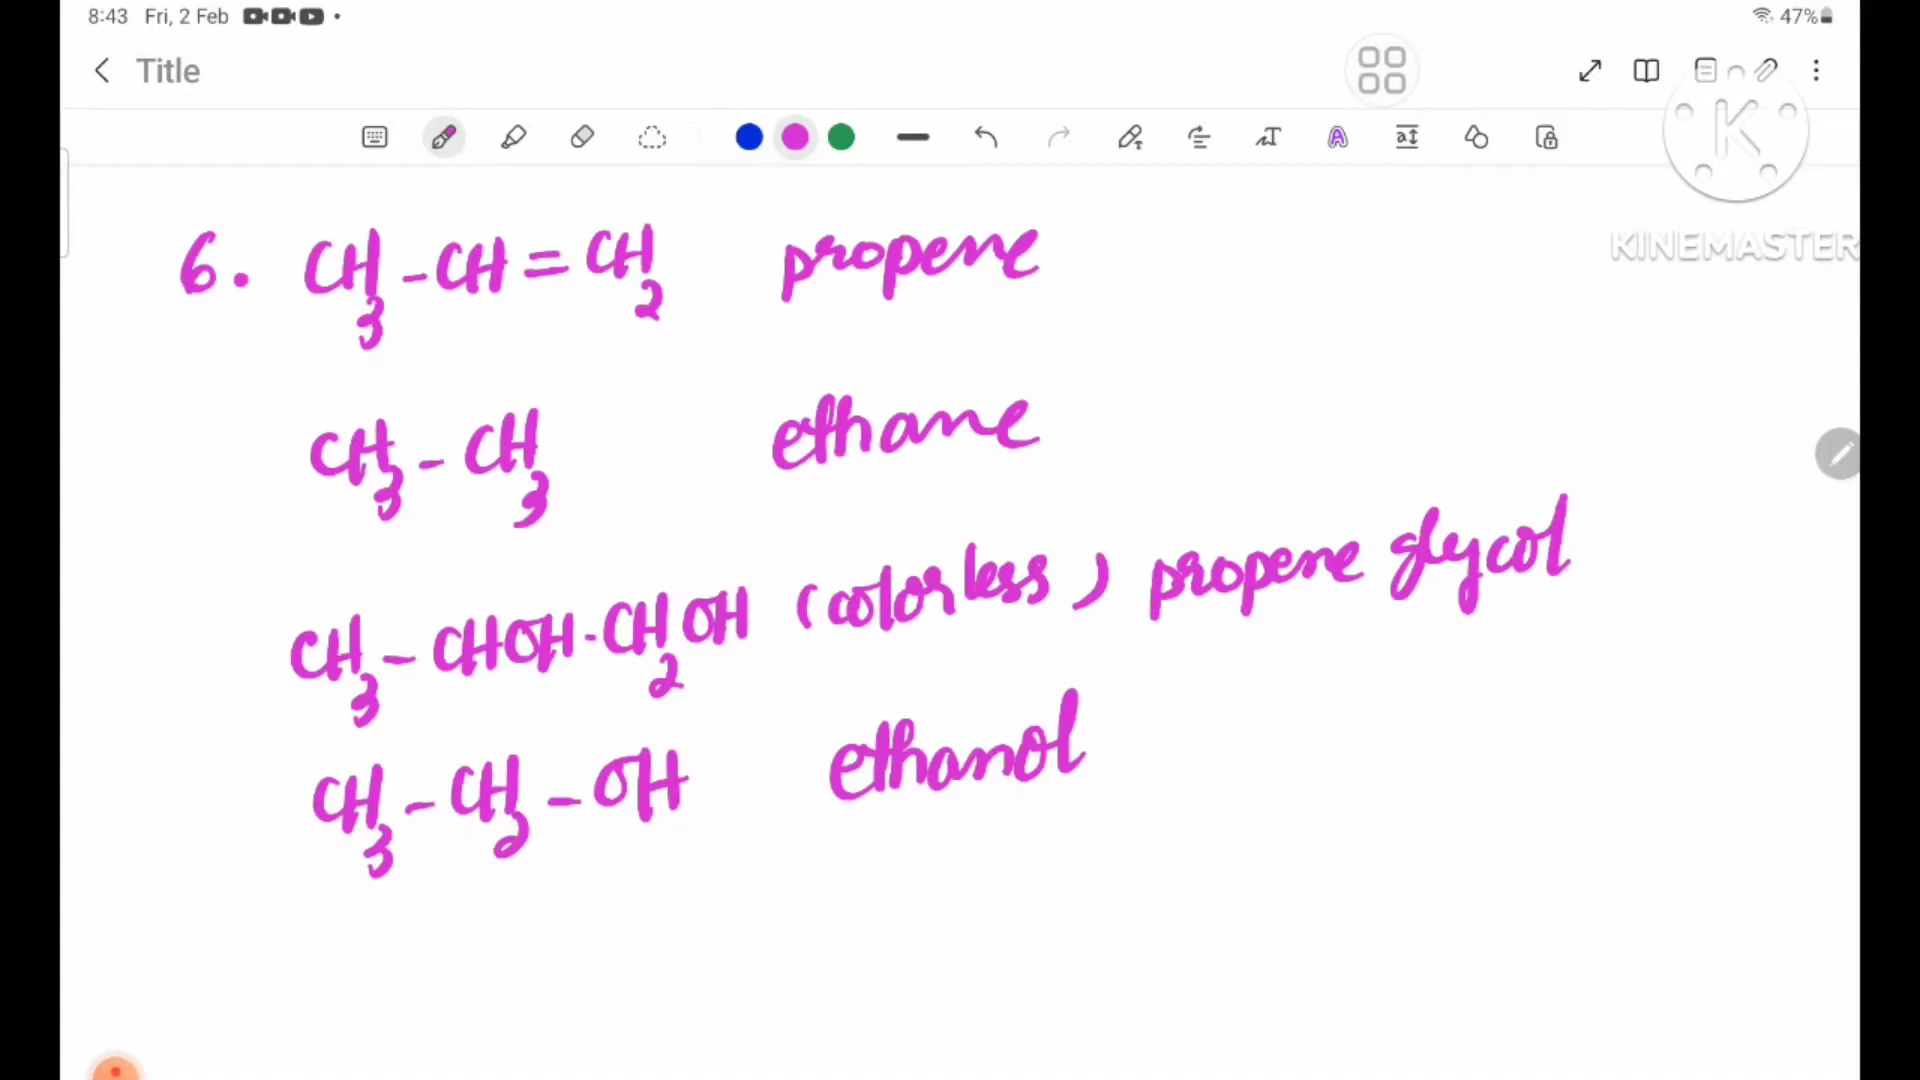 8:43 Fri, 2 Feb
47%
Title
KINEMASTER
6. CH₃ - CH = CH₂ propene
CH₃ - CH₃ ethane
CH₃ - CHOH - CH₂OH (colorless) propene glycol
CH₃ - CH₂ - OH ethanol